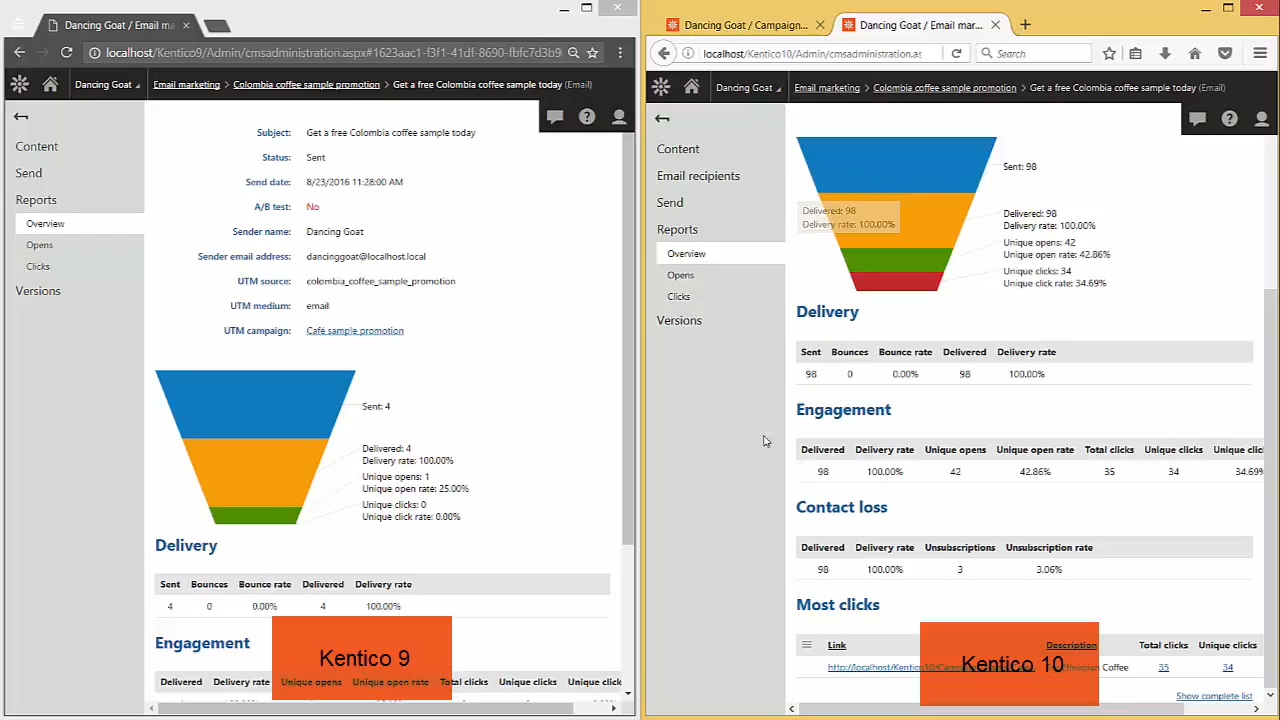 Dancing Goat / Email ma
localhost/Kentico9/Admin/cmsadministration.aspx#1623aac1-f3f1-41df-8690-fbfc7d3b9
Dancing Goat
Email marketing > Colombia coffee sample promotion > Get a free Colombia coffee sample today (Email)
Content
Send
Reports
Overview
Opens
Clicks
Versions
Subject: Get a free Colombia coffee sample today
Status: Sent
Send date: 8/23/2016 11:28:00 AM
A/B test: No
Sender name: Dancing Goat
Sender email address: dancinggoat@localhost.local
UTM source: colombia_coffee_sample_promotion
UTM medium: email
UTM campaign: Café sample promotion
Sent: 4
Delivered: 4
Delivery rate: 100.00%
Unique opens: 1
Unique open rate: 25.00%
Unique clicks: 0
Unique click rate: 0.00%
Delivery
Sent Bounces Bounce rate Delivered Delivery rate
4 0 0.00% 4 100.00%
Engagement
Kentico 9
Delivered Delivery rate Unique opens Unique open rate Total clicks Unique clicks Unique click
Dancing Goat / Campaign... Dancing Goat / Email mar...
localhost/Kentico10/Admin/cmsadministration.as Search
Dancing Goat
Email marketing > Colombia coffee sample promotion > Get a free Colombia coffee sample today (Email)
Content
Email recipients
Send
Reports
Overview
Opens
Clicks
Versions
Sent: 98
Delivered: 98
Delivery rate: 100.00%
Delivered: 98
Delivery rate: 100.00%
Unique opens: 42
Unique open rate: 42.86%
Unique clicks: 34
Unique click rate: 34.69%
Delivery
Sent Bounces Bounce rate Delivered Delivery rate
98 0 0.00% 98 100.00%
Engagement
Delivered Delivery rate Unique opens Unique open rate Total clicks Unique clicks Unique clic
98 100.00% 42 42.86% 35 34 34.69%
Contact loss
Delivered Delivery rate Unsubscriptions Unsubscription rate
98 100.00% 3 3.06%
Most clicks
Link Description Total clicks Unique clicks
Kentico 10
http://localhost/Kentico10/Camp Ethiopian Coffee 35 34
Show complete list